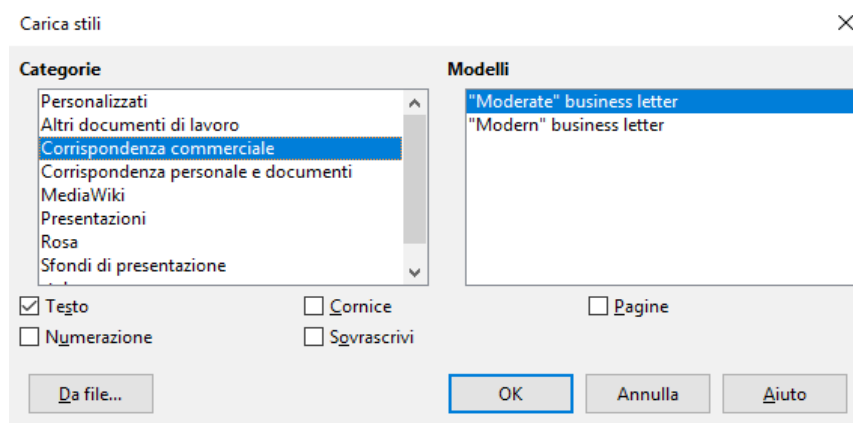 Carica stili
Categorie
Modelli
Personalizzati
Altri documenti di lavoro
Corrispondenza commerciale
Corrispondenza personale e documenti
MediaWiki
Presentazioni
Rosa
Sfondi di presentazione
"Moderate" business letter
"Modern" business letter
Testo
Cornice
Pagine
Numerazione
Sovrascrivi
Da file...
OK
Annulla
Aiuto